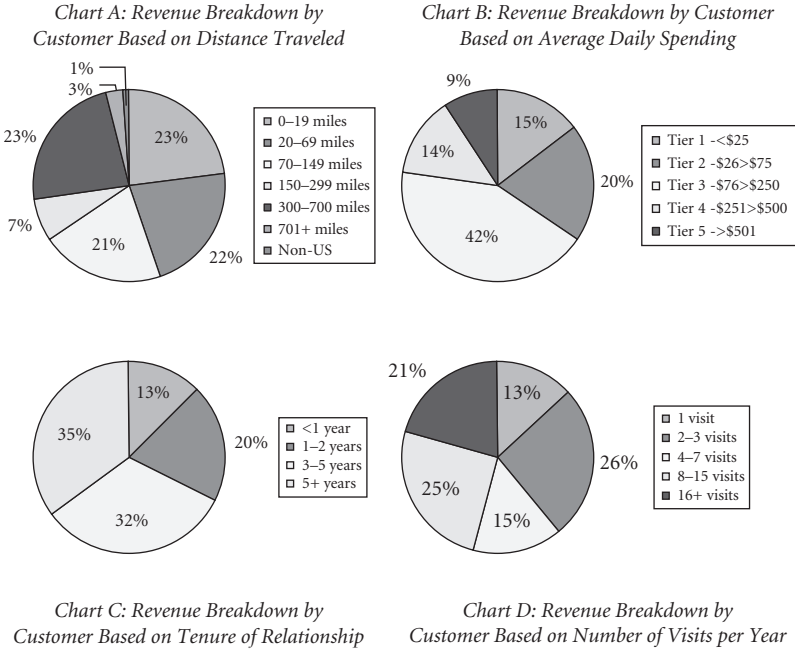 Chart A: Revenue Breakdown by
Customer Based on Distance Traveled
1%
3%
23%
23%
7%
21%
22%
0–19 miles
20–69 miles
70–149 miles
150–299 miles
300–700 miles
701+ miles
Non-US
Chart B: Revenue Breakdown by Customer
Based on Average Daily Spending
9%
15%
14%
20%
42%
Tier 1 -<$25
Tier 2 -$26>$75
Tier 3 -$76>$250
Tier 4 -$251>$500
Tier 5 ->$501
13%
35%
20%
32%
<1 year
1–2 years
3–5 years
5+ years
Chart C: Revenue Breakdown by
Customer Based on Tenure of Relationship
21%
13%
26%
25%
15%
1 visit
2–3 visits
4–7 visits
8–15 visits
16+ visits
Chart D: Revenue Breakdown by
Customer Based on Number of Visits per Year